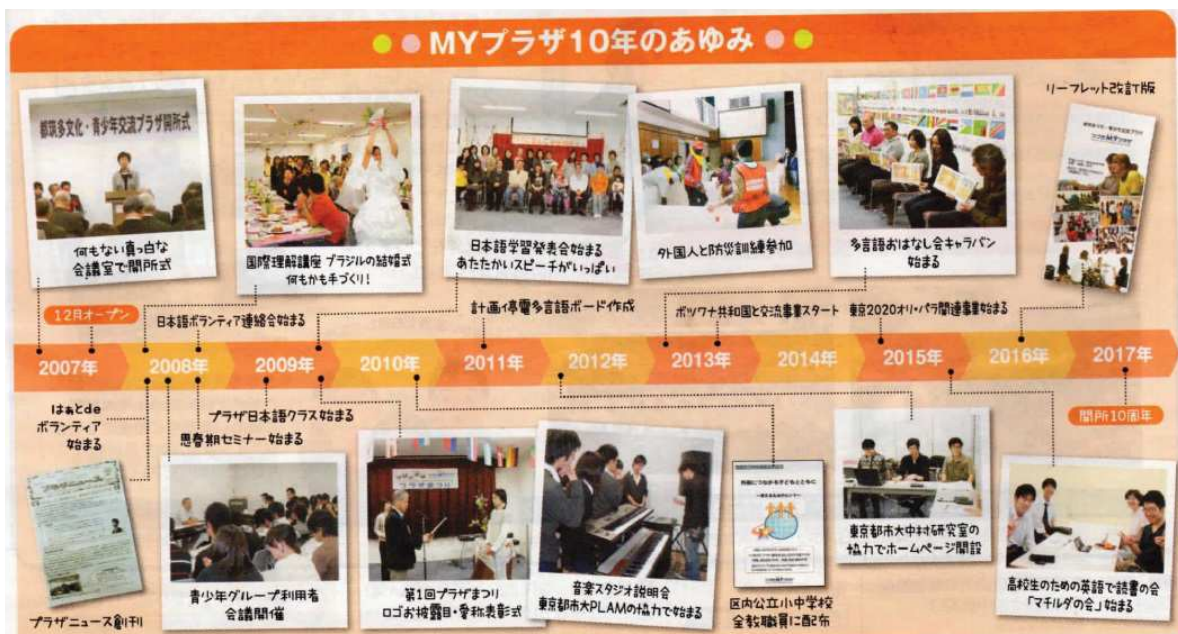 MYプラザ10年のあゆみ
都筑多文化・青少年交流プラザ開所式
何もない真っ白な
会議室で開所式
国際理解講座 ブラジルの結婚式
何もかも手づくり!
日本語学習発表会始まる
あたたかいスピーチがいっぱい
外国人と防災訓練参加
多言語おはなし会キャラバン
始まる
リーフレット改訂版
12月オープン
日本語ボランティア連絡会始まる
計画停電多言語ボード作成
ボツワナ共和国と交流事業スタート
東京2020オリ・パラ関連事業始まる
2007年
2008年
2009年
2010年
2011年
2012年
2013年
2014年
2015年
2016年
2017年
はぁとde
ボランティア
始まる
プラザ日本語クラス始まる
思春期セミナー始まる
開所10周年
プラザニュース創刊
青少年グループ利用者
会議開催
第1回プラザまつり
ロゴお披露目・愛称表彰式
音楽スタジオ説明会
東京都市大PLAMの協力で始まる
外国につながる子どもとともに
区内公立小中学校
全教職員に配布
東京都市大中村研究室の
協力でホームページ開設
高校生のための英語で読書の会
「マチルダの会」始まる